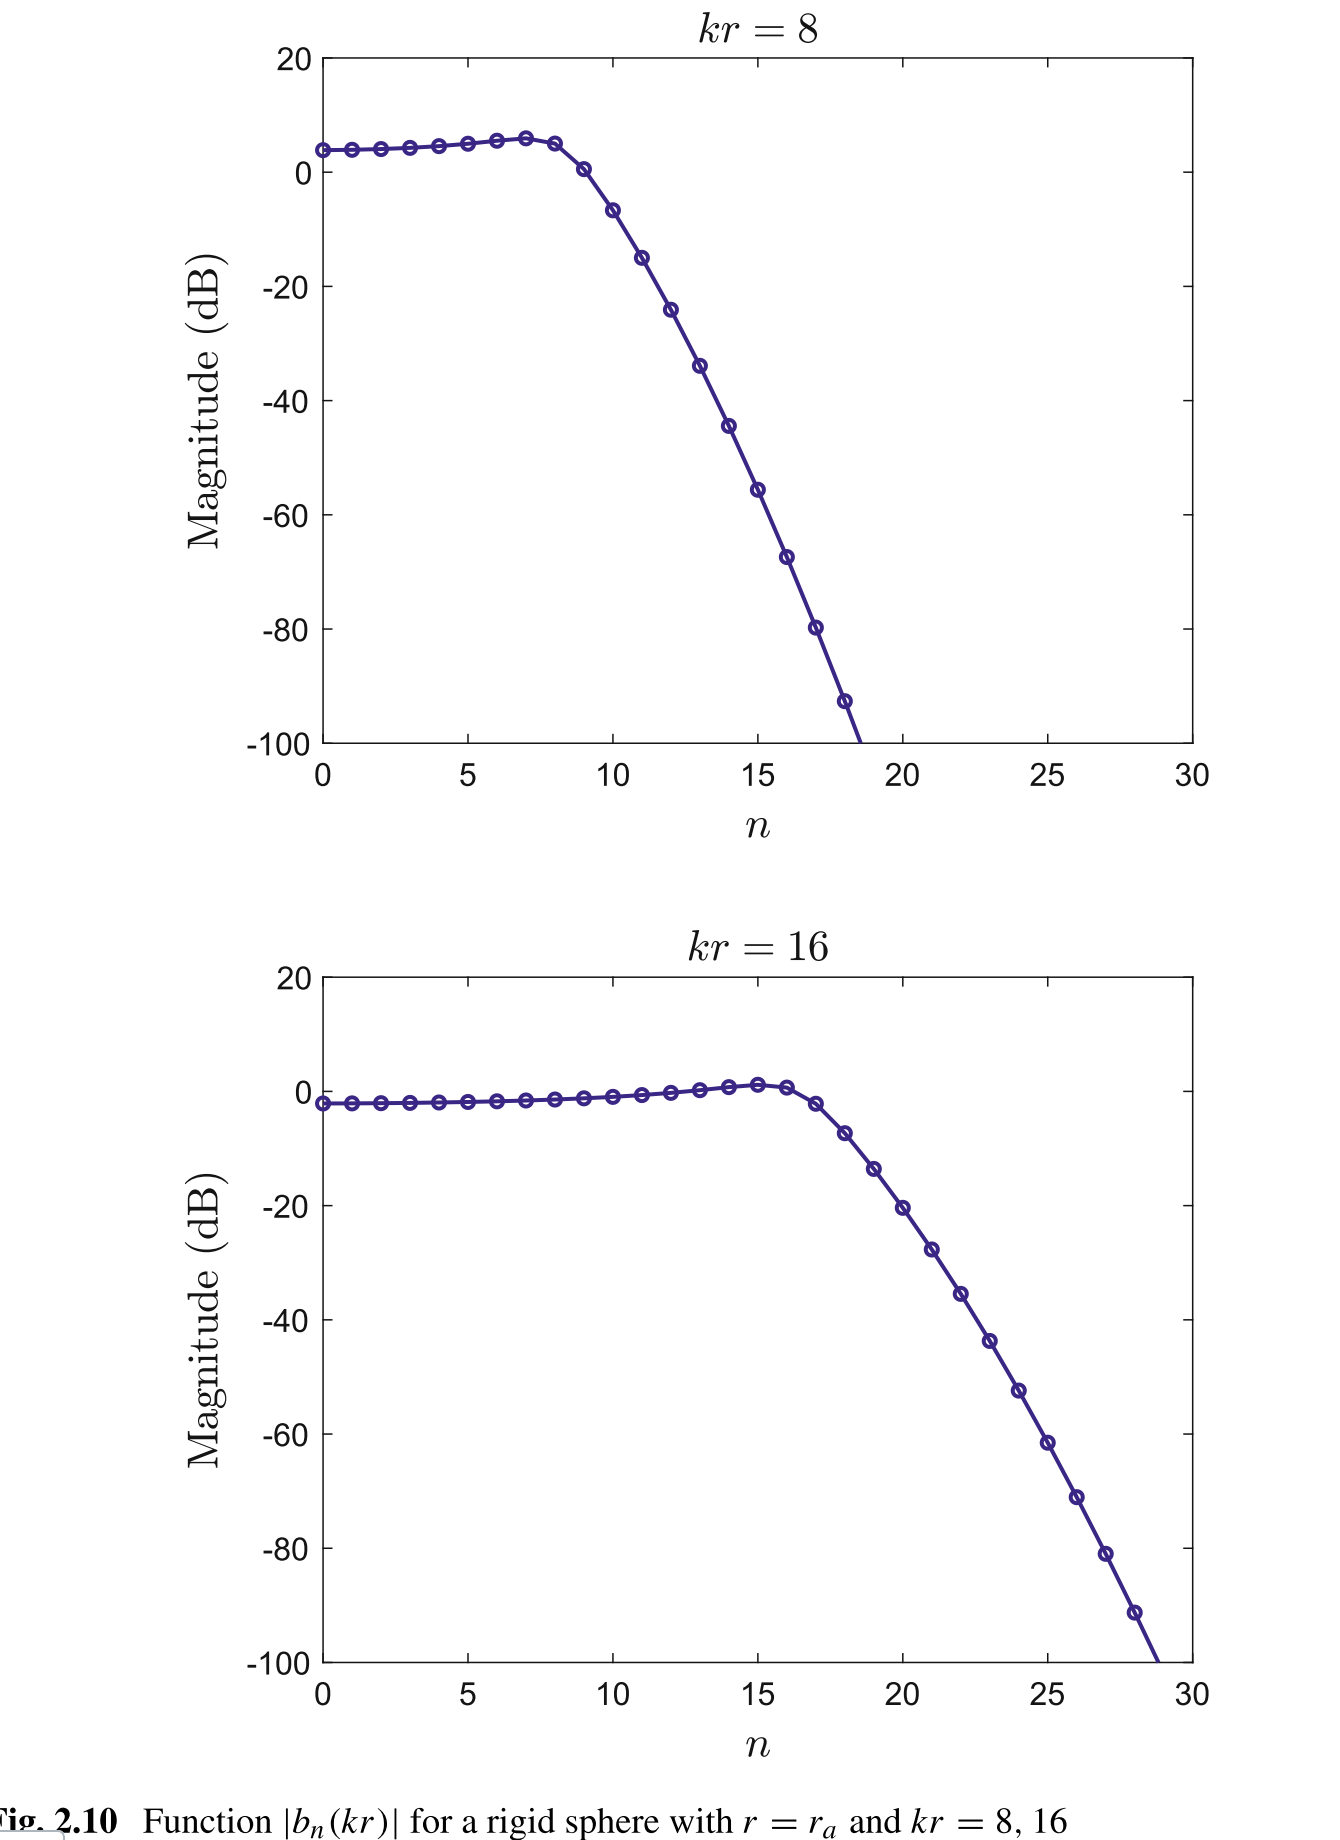 kr = 8
20
0
-20
-40
-60
-80
-100
Magnitude (dB)
0 5 10 15 20 25 30
n
kr = 16
20
0
-20
-40
-60
-80
-100
Magnitude (dB)
0 5 10 15 20 25 30
n
Fig. 2.10 Function |bₙ(kr)| for a rigid sphere with r = rₐ and kr = 8, 16